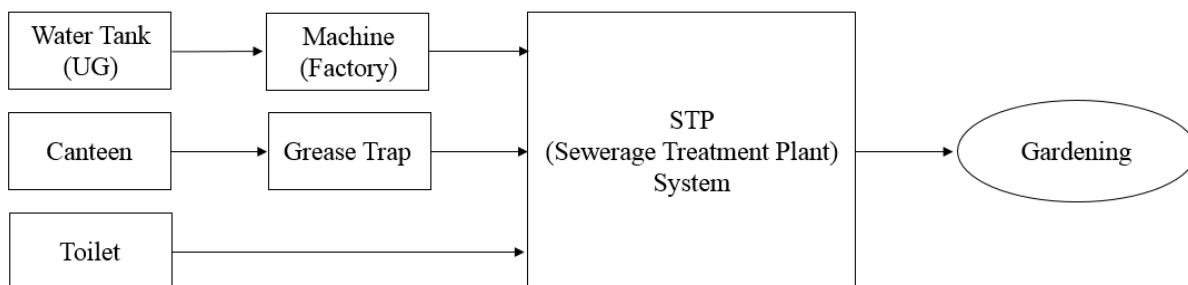 Water Tank
(UG)
Machine
(Factory)
Canteen
Grease Trap
Toilet
STP
(Sewerage Treatment Plant)
System
Gardening